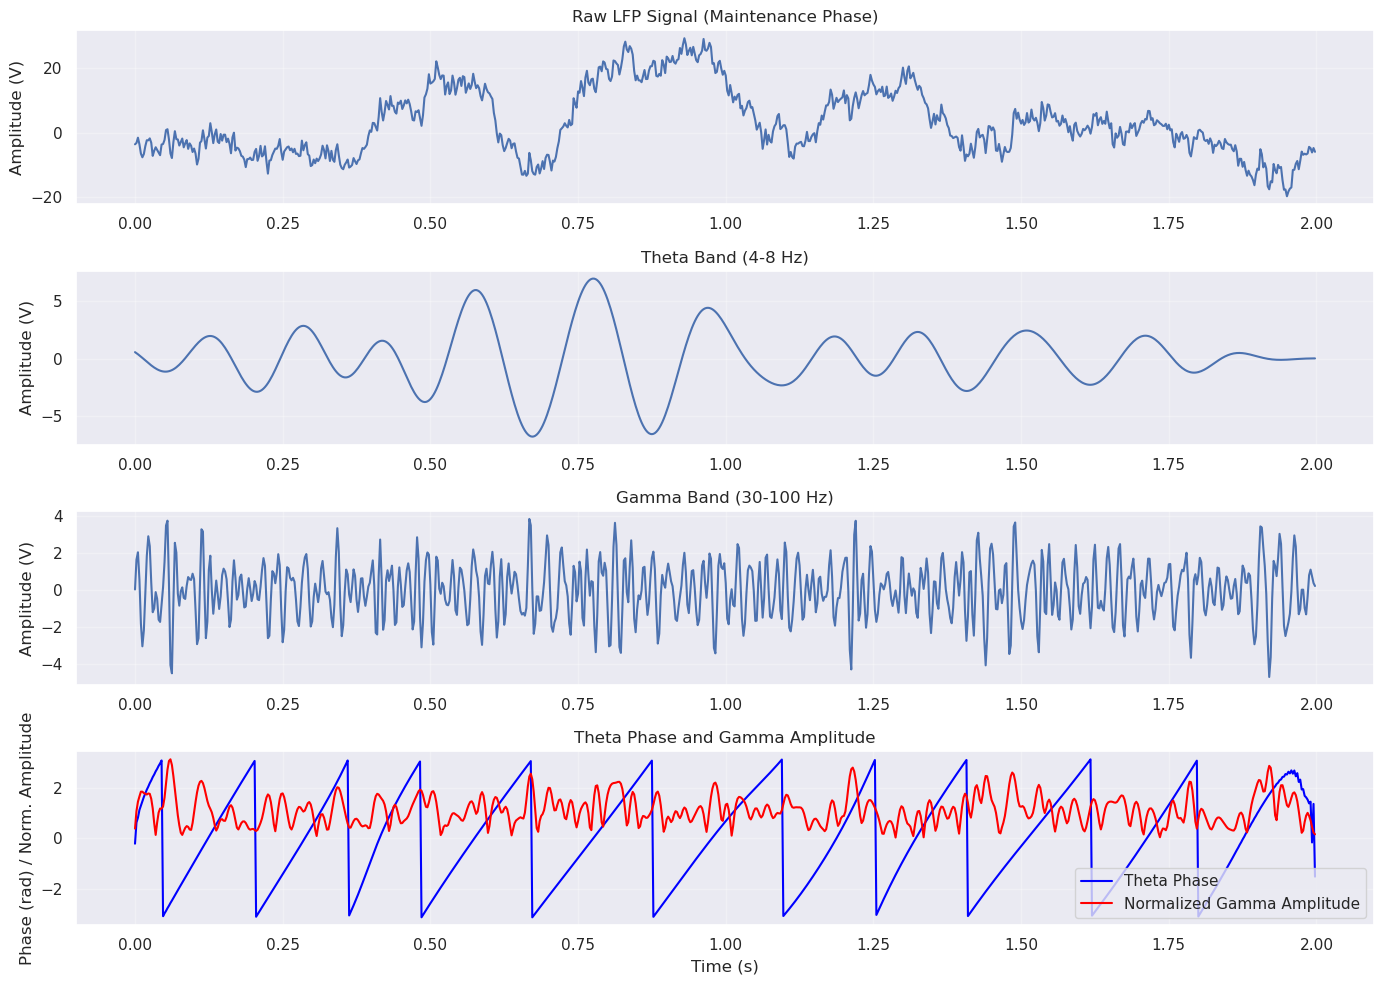 Raw LFP Signal (Maintenance Phase)
Amplitude (V)
20
0
−20
0.00 0.25 0.50 0.75 1.00 1.25 1.50 1.75 2.00
Theta Band (4-8 Hz)
Amplitude (V)
5
0
−5
0.00 0.25 0.50 0.75 1.00 1.25 1.50 1.75 2.00
Gamma Band (30-100 Hz)
Amplitude (V)
4
2
0
−2
−4
0.00 0.25 0.50 0.75 1.00 1.25 1.50 1.75 2.00
Theta Phase and Gamma Amplitude
Phase (rad) / Norm. Amplitude
2
0
−2
Theta Phase
Normalized Gamma Amplitude
0.00 0.25 0.50 0.75 1.00 1.25 1.50 1.75 2.00
Time (s)